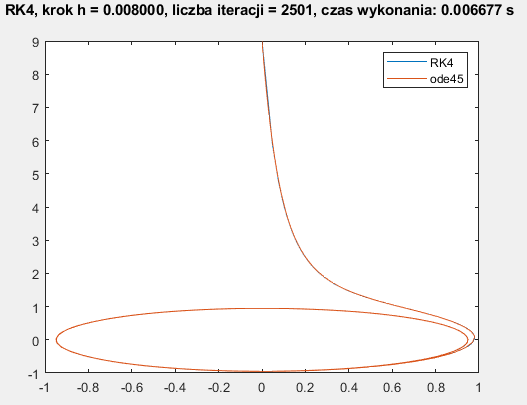 RK4, krok h = 0.008000, liczba iteracji = 2501, czas wykonania: 0.006677 s
9
8
7
6
5
4
3
2
1
0
-1
RK4
ode45
-1 -0.8 -0.6 -0.4 -0.2 0 0.2 0.4 0.6 0.8 1